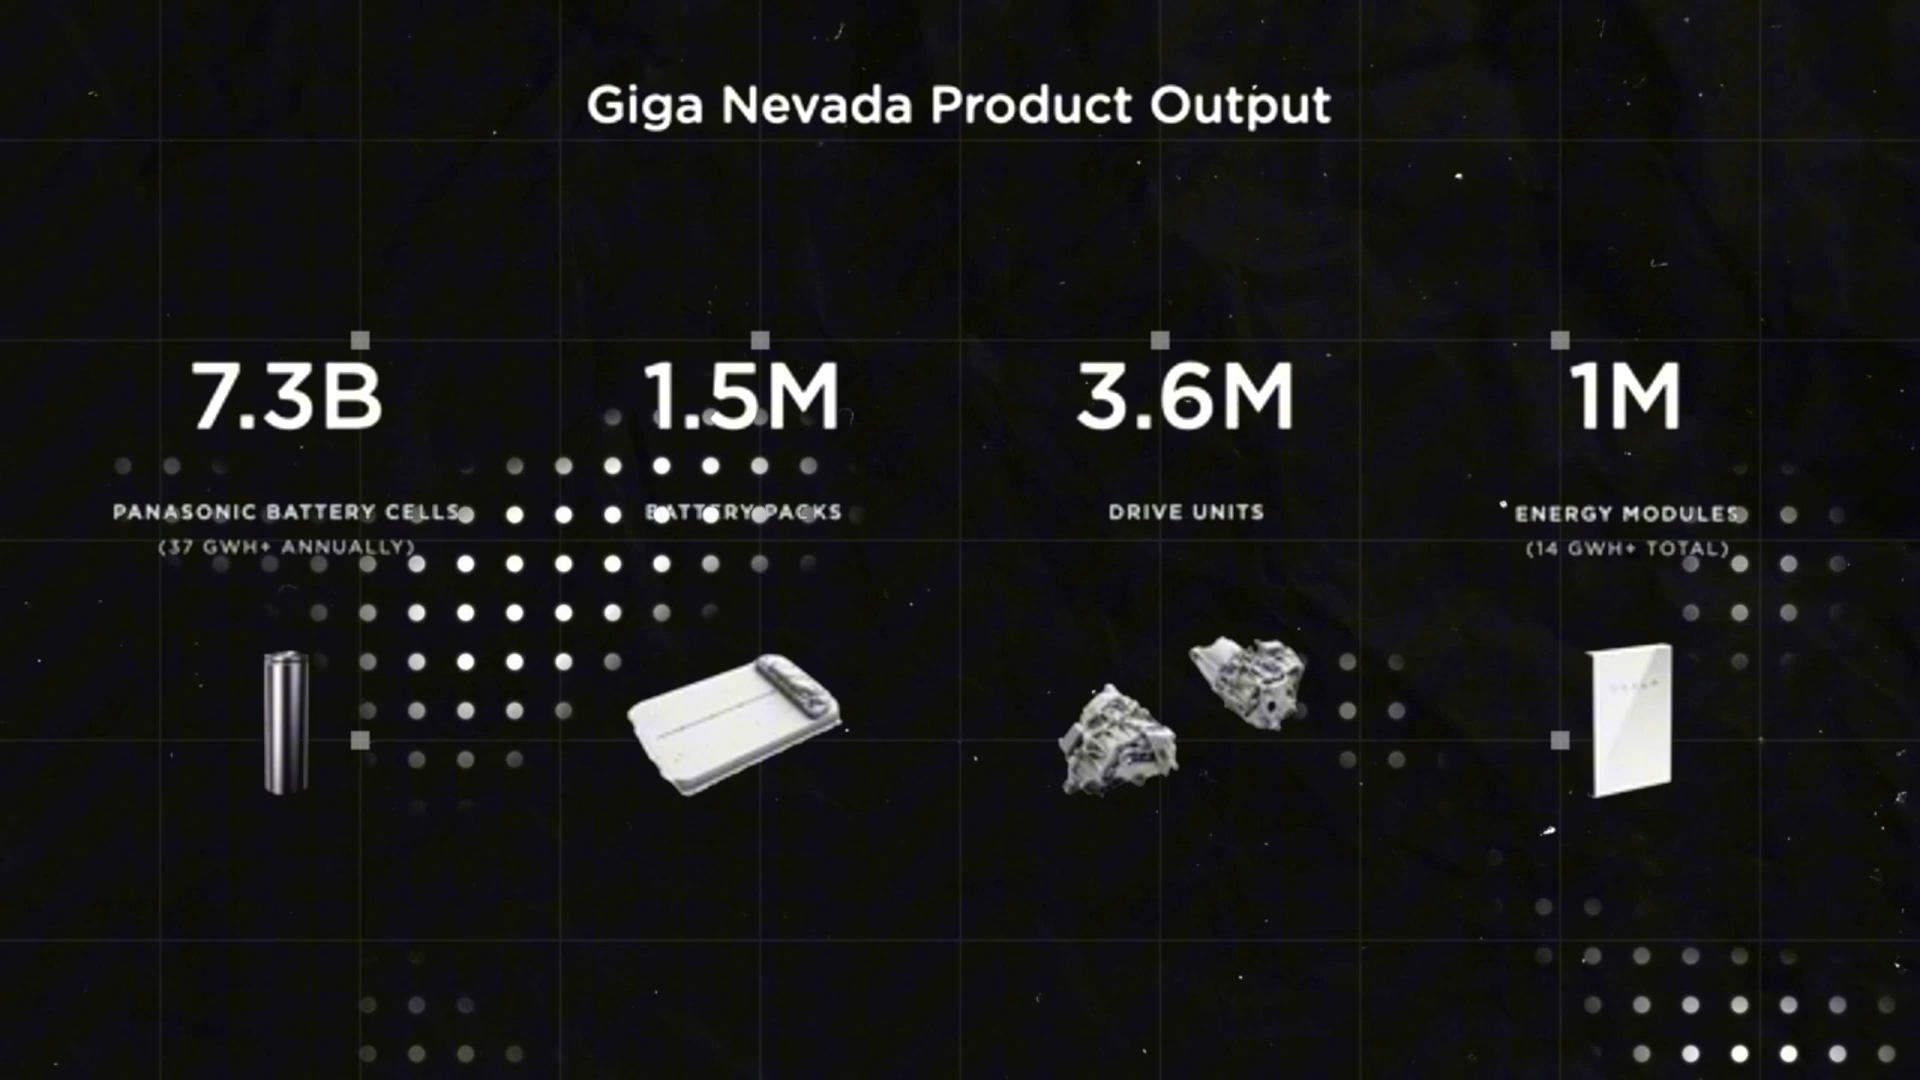 Giga Nevada Product Output
7.3B
PANASONIC BATTERY CELLS
(37 GWH+ ANNUALLY)
1.5M
BATTERY PACKS
3.6M
DRIVE UNITS
1M
ENERGY MODULES
(14 GWH+ TOTAL)